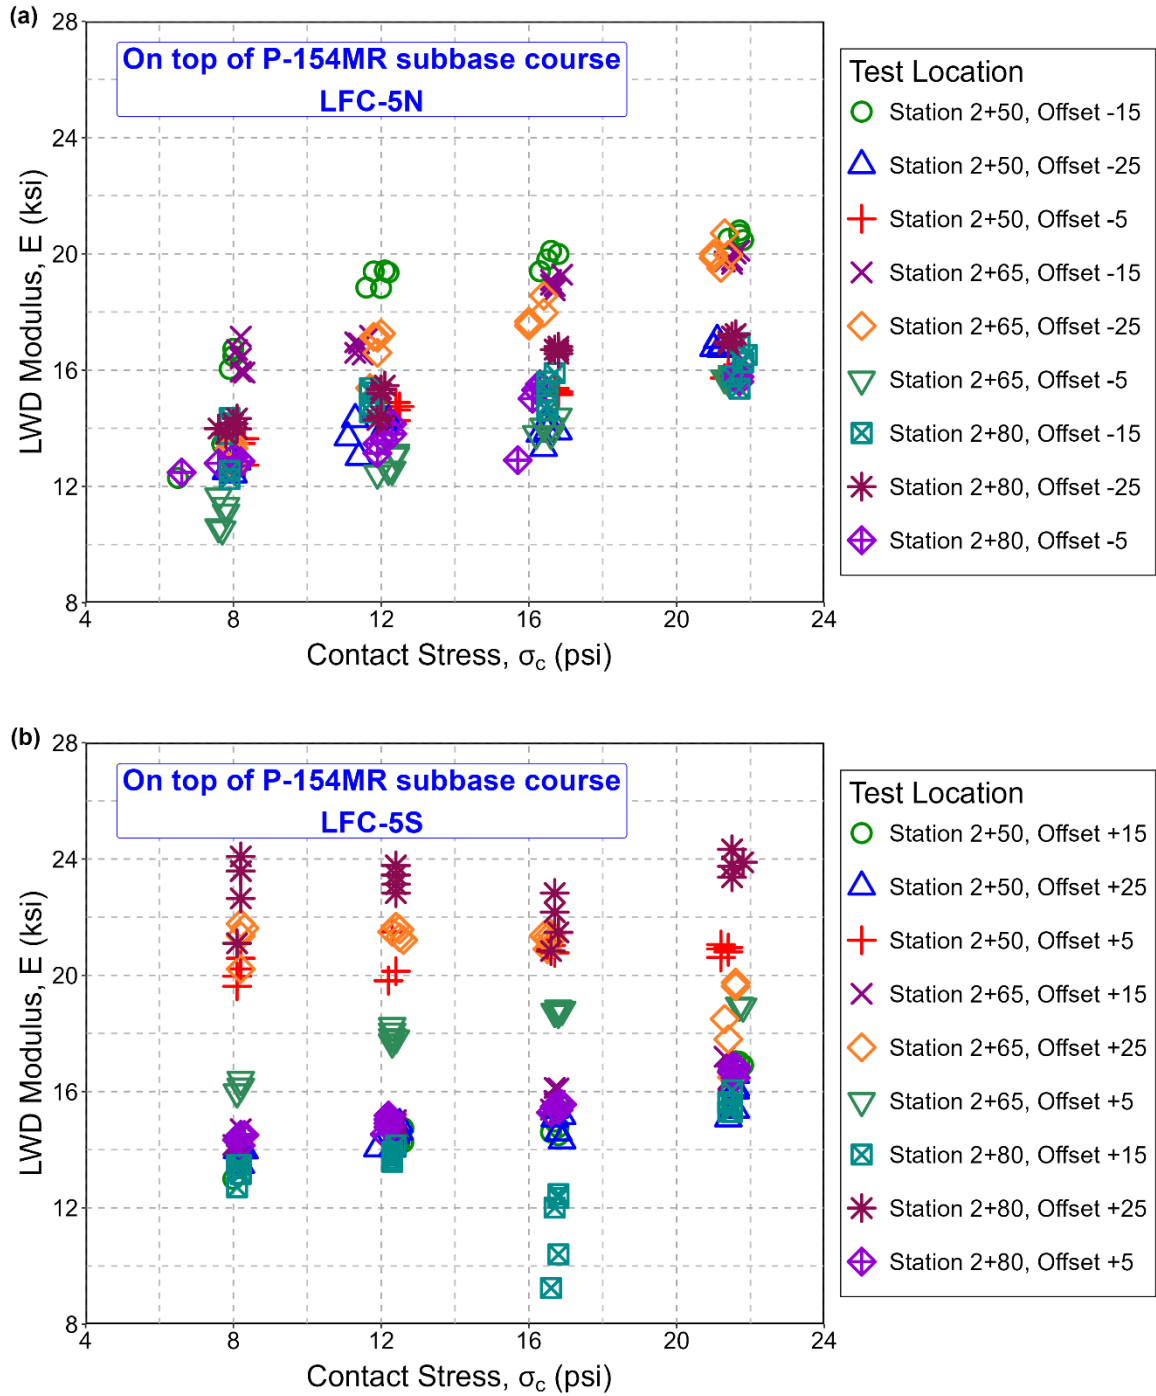 (a)
28
24
20
16
12
8
4
8
12
16
20
24
LWD Modulus, E (ksi)
Contact Stress, σc (psi)
On top of P-154MR subbase course
LFC-5N
Test Location
Station 2+50, Offset -15
Station 2+50, Offset -25
Station 2+50, Offset -5
Station 2+65, Offset -15
Station 2+65, Offset -25
Station 2+65, Offset -5
Station 2+80, Offset -15
Station 2+80, Offset -25
Station 2+80, Offset -5
(b)
28
24
20
16
12
8
4
8
12
16
20
24
LWD Modulus, E (ksi)
Contact Stress, σc (psi)
On top of P-154MR subbase course
LFC-5S
Test Location
Station 2+50, Offset +15
Station 2+50, Offset +25
Station 2+50, Offset +5
Station 2+65, Offset +15
Station 2+65, Offset +25
Station 2+65, Offset +5
Station 2+80, Offset +15
Station 2+80, Offset +25
Station 2+80, Offset +5